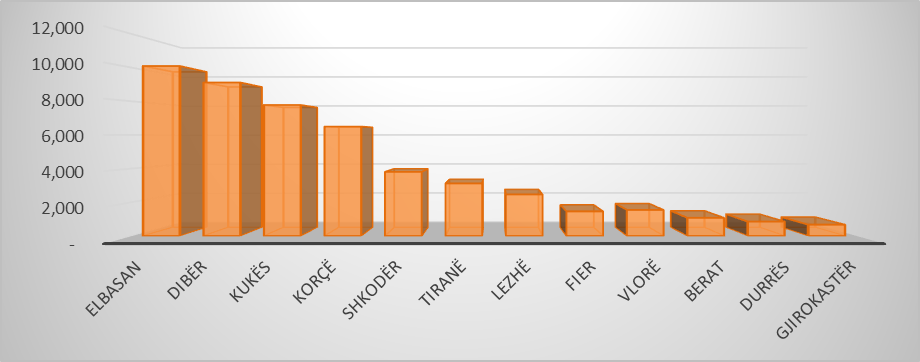 12,000
10,000
8,000
6,000
4,000
2,000
-
ELBASAN
DIBËR
KUKËS
KORÇË
SHKODËR
TIRANË
LEZHË
FIER
VLORË
BERAT
DURRËS
GJIROKASTËR